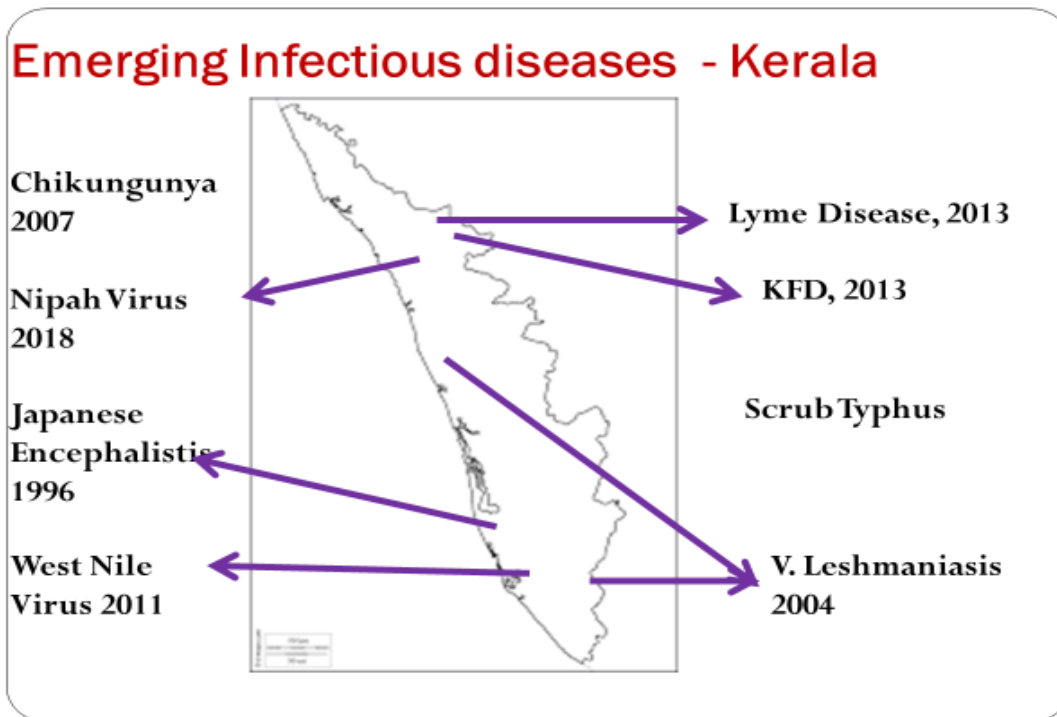 Emerging Infectious diseases - Kerala
Chikungunya
2007
Nipah Virus
2018
Japanese
Encephalistis
1996
West Nile
Virus 2011
Lyme Disease, 2013
KFD, 2013
Scrub Typhus
V. Leshmaniasis
2004